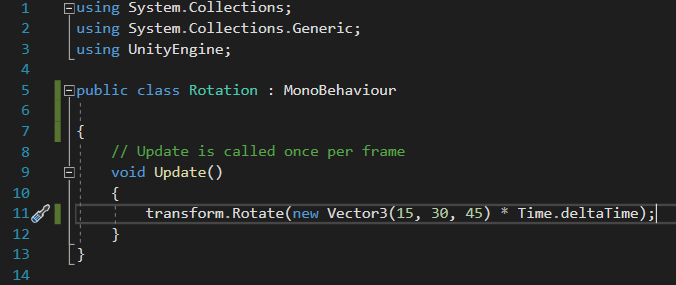 1 using System.Collections;
2 using System.Collections.Generic;
3 using UnityEngine;
4
5 public class Rotation : MonoBehaviour
6
7 {
8 // Update is called once per frame
9 void Update()
10 {
11 transform.Rotate(new Vector3(15, 30, 45) * Time.deltaTime);
12 }
13 }
14